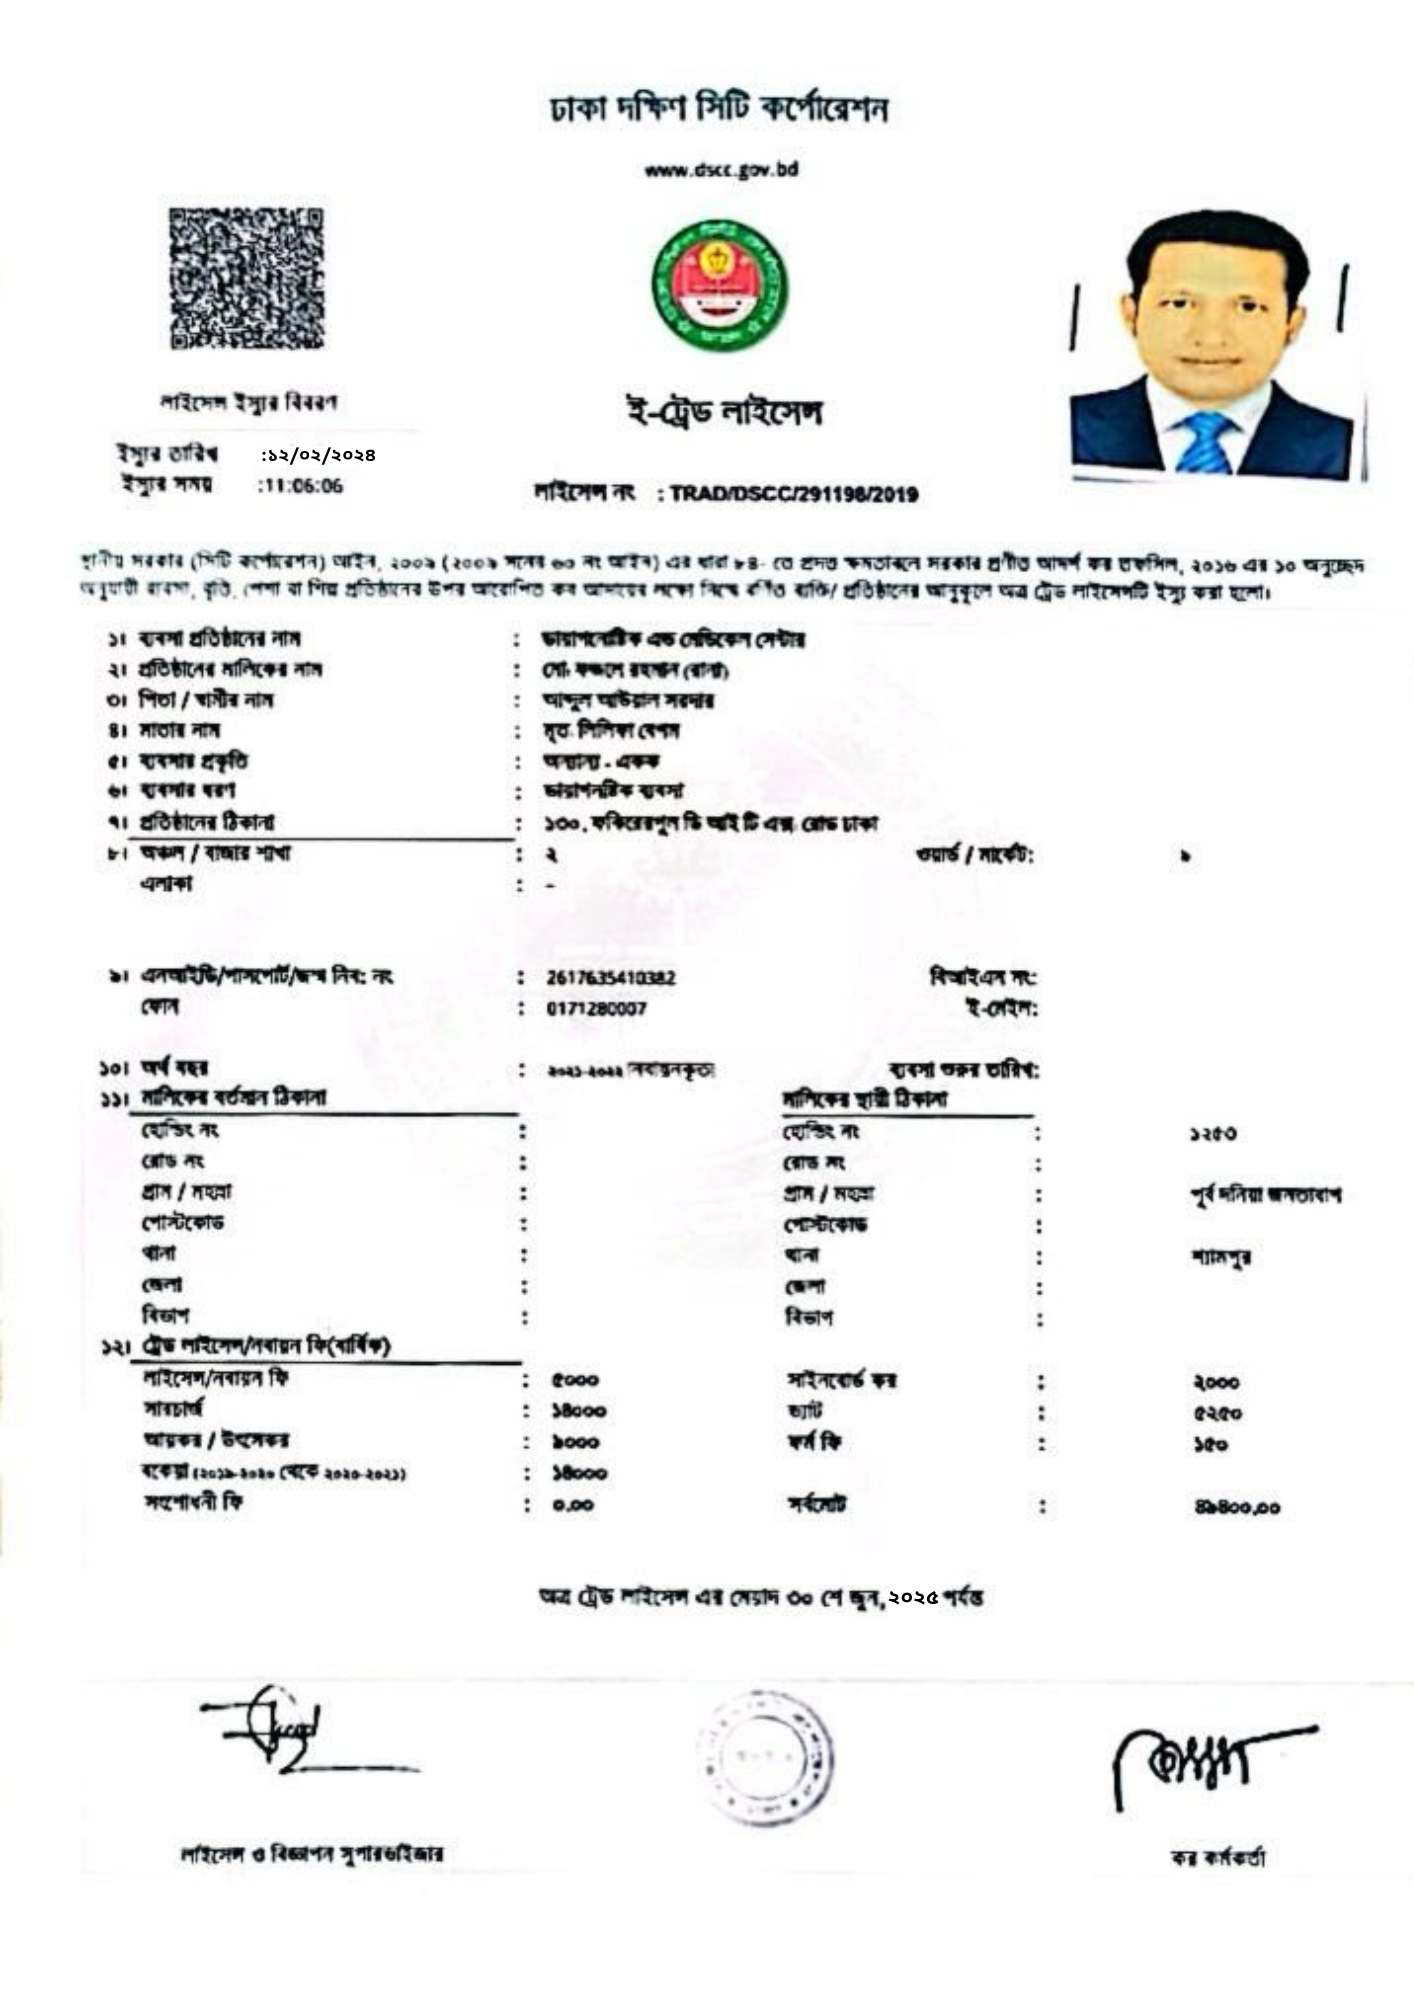 ঢাকা দক্ষিণ সিটি কর্পোরেশন
www.dscc.gov.bd
লাইসেন্স ইস্যুর বিবরণ
ই-ট্রেড লাইসেন্স
ইস্যুর তারিখ :১২/০২/২০২৪
ইস্যুর সময় :11:06:06
লাইসেন্স নং : TRAD/DSCC/291198/2019
স্থানীয় সরকার (সিটি কর্পোরেশন) আইন, ২০০৯ (২০০৯ সনের ৬০ নং আইন) এর ধারা ৮৪- তে প্রদত্ত ক্ষমতাবলে সরকার প্রণীত আদর্শ কর তফসিল, ২০১৬ এর ১০ অনুচ্ছেদ
অনুযায়ী ব্যবসা, বৃত্তি, পেশা বা শিল্প প্রতিষ্ঠানের উপর আরোপিত কর আদায়ের লক্ষ্যে নিম্নে বর্ণিত ব্যক্তি/ প্রতিষ্ঠানের অনুকূলে অত্র ট্রেড লাইসেন্সটি ইস্যু করা হলো।
১। ব্যবসা প্রতিষ্ঠানের নাম : ডায়াগনোষ্টিক এন্ড মেডিকেল সেন্টার
২। প্রতিষ্ঠানের মালিকের নাম : মো. ফজলে রহমান (রানা)
৩। পিতা / স্বামীর নাম : আব্দুল আউয়াল সরদার
৪। মাতার নাম : মৃত. লিলিফা বেগম
৫। ব্যবসার প্রকৃতি : অন্যান্য - একক
৬। ব্যবসার ধরণ : ডায়াগনষ্টিক ব্যবসা
৭। প্রতিষ্ঠানের ঠিকানা : ১৩০, ফকিরেরপুল ডি আই টি এক্স. রোড ঢাকা
৮। অঞ্চল / বাজার শাখা : ২ ওয়ার্ড / মার্কেট: ৯
এলাকা : -
৯। এনআইডি/পাসপোর্ট/জন্ম নিব: নং : 2617635410382 বিআইএন নং:
ফোন : 0171280007 ই-মেইল:
১০। অর্থ বছর : ২০২১-২০২২ (নবায়নকৃত) ব্যবসা শুরুর তারিখ:
১১। মালিকের বর্তমান ঠিকানা মালিকের স্থায়ী ঠিকানা
হোল্ডিং নং : হোল্ডিং নং : ১২৫৩
রোড নং : রোড নং :
গ্রাম / মহল্লা : গ্রাম / মহল্লা : পূর্ব দনিয়া জনতাবাগ
পোস্টকোড : পোস্টকোড :
থানা : থানা : শ্যামপুর
জেলা : জেলা :
বিভাগ : বিভাগ :
১২। ট্রেড লাইসেন্স/নবায়ন ফি(বার্ষিক)
লাইসেন্স/নবায়ন ফি : ৫০০০ সাইনবোর্ড কর : ২০০০
সারচার্জ : ১৪০০০ ভ্যাট : ৫২৫০
আয়কর / উৎসকর : ৯০০০ ফর্ম ফি : ১৫০
বকেয়া (২০১৯-২০২০ থেকে ২০২০-২০২১) : ১৪০০০
সংশোধনী ফি : ০.০০ সর্বমোট : ৪৯৪০০.০০
অত্র ট্রেড লাইসেন্স এর মেয়াদ ৩০ শে জুন, ২০২৫ পর্যন্ত
লাইসেন্স ও বিজ্ঞাপন সুপারভাইজার
কর কর্মকর্তা